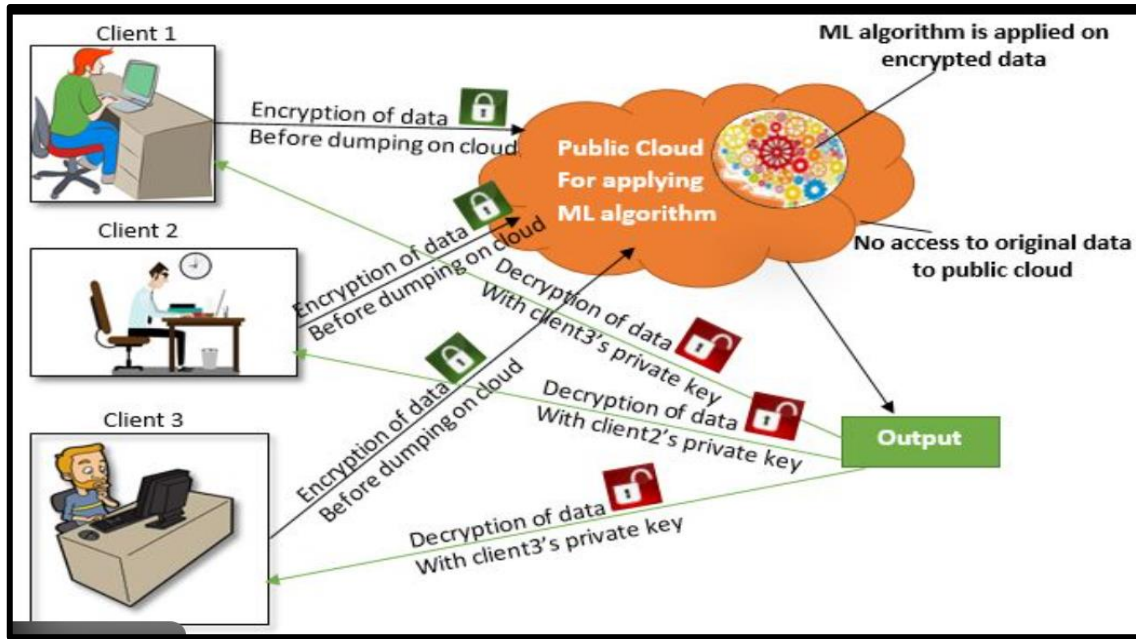 Client 1
Encryption of data
Before dumping on cloud
ML algorithm is applied on
encrypted data
Public Cloud
For applying
ML algorithm
No access to original data
to public cloud
Client 2
Encryption of data
Before dumping on cloud
Decryption of data
With client3's private key
Client 3
Encryption of data
Before dumping on cloud
Decryption of data
With client2's private key
Output
Decryption of data
With client3's private key